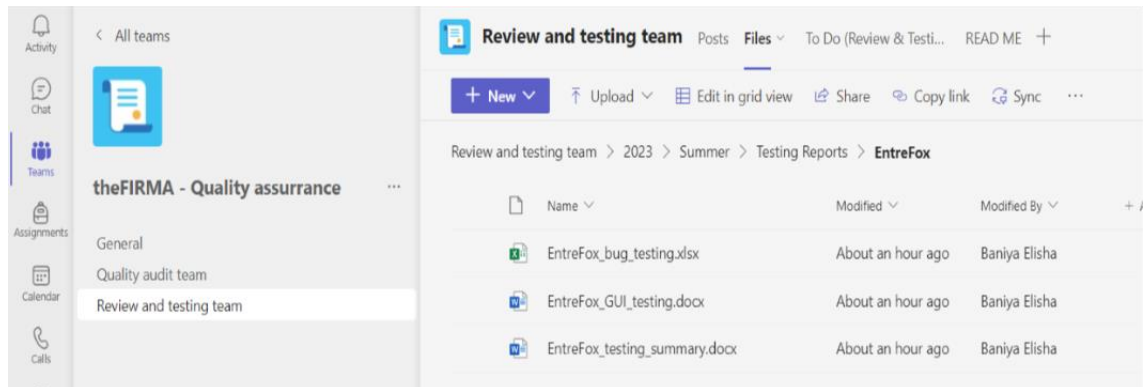 Activity
Chat
Teams
Assignments
Calendar
Calls
< All teams
theFIRMA - Quality assurrance ...
General
Quality audit team
Review and testing team
Review and testing team Posts Files To Do (Review & Testi... READ ME +
+ New Upload Edit in grid view Share Copy link Sync ...
Review and testing team > 2023 > Summer > Testing Reports > EntreFox
Name Modified Modified By + A
EntreFox_bug_testing.xlsx About an hour ago Baniya Elisha
EntreFox_GUI_testing.docx About an hour ago Baniya Elisha
EntreFox_testing_summary.docx About an hour ago Baniya Elisha